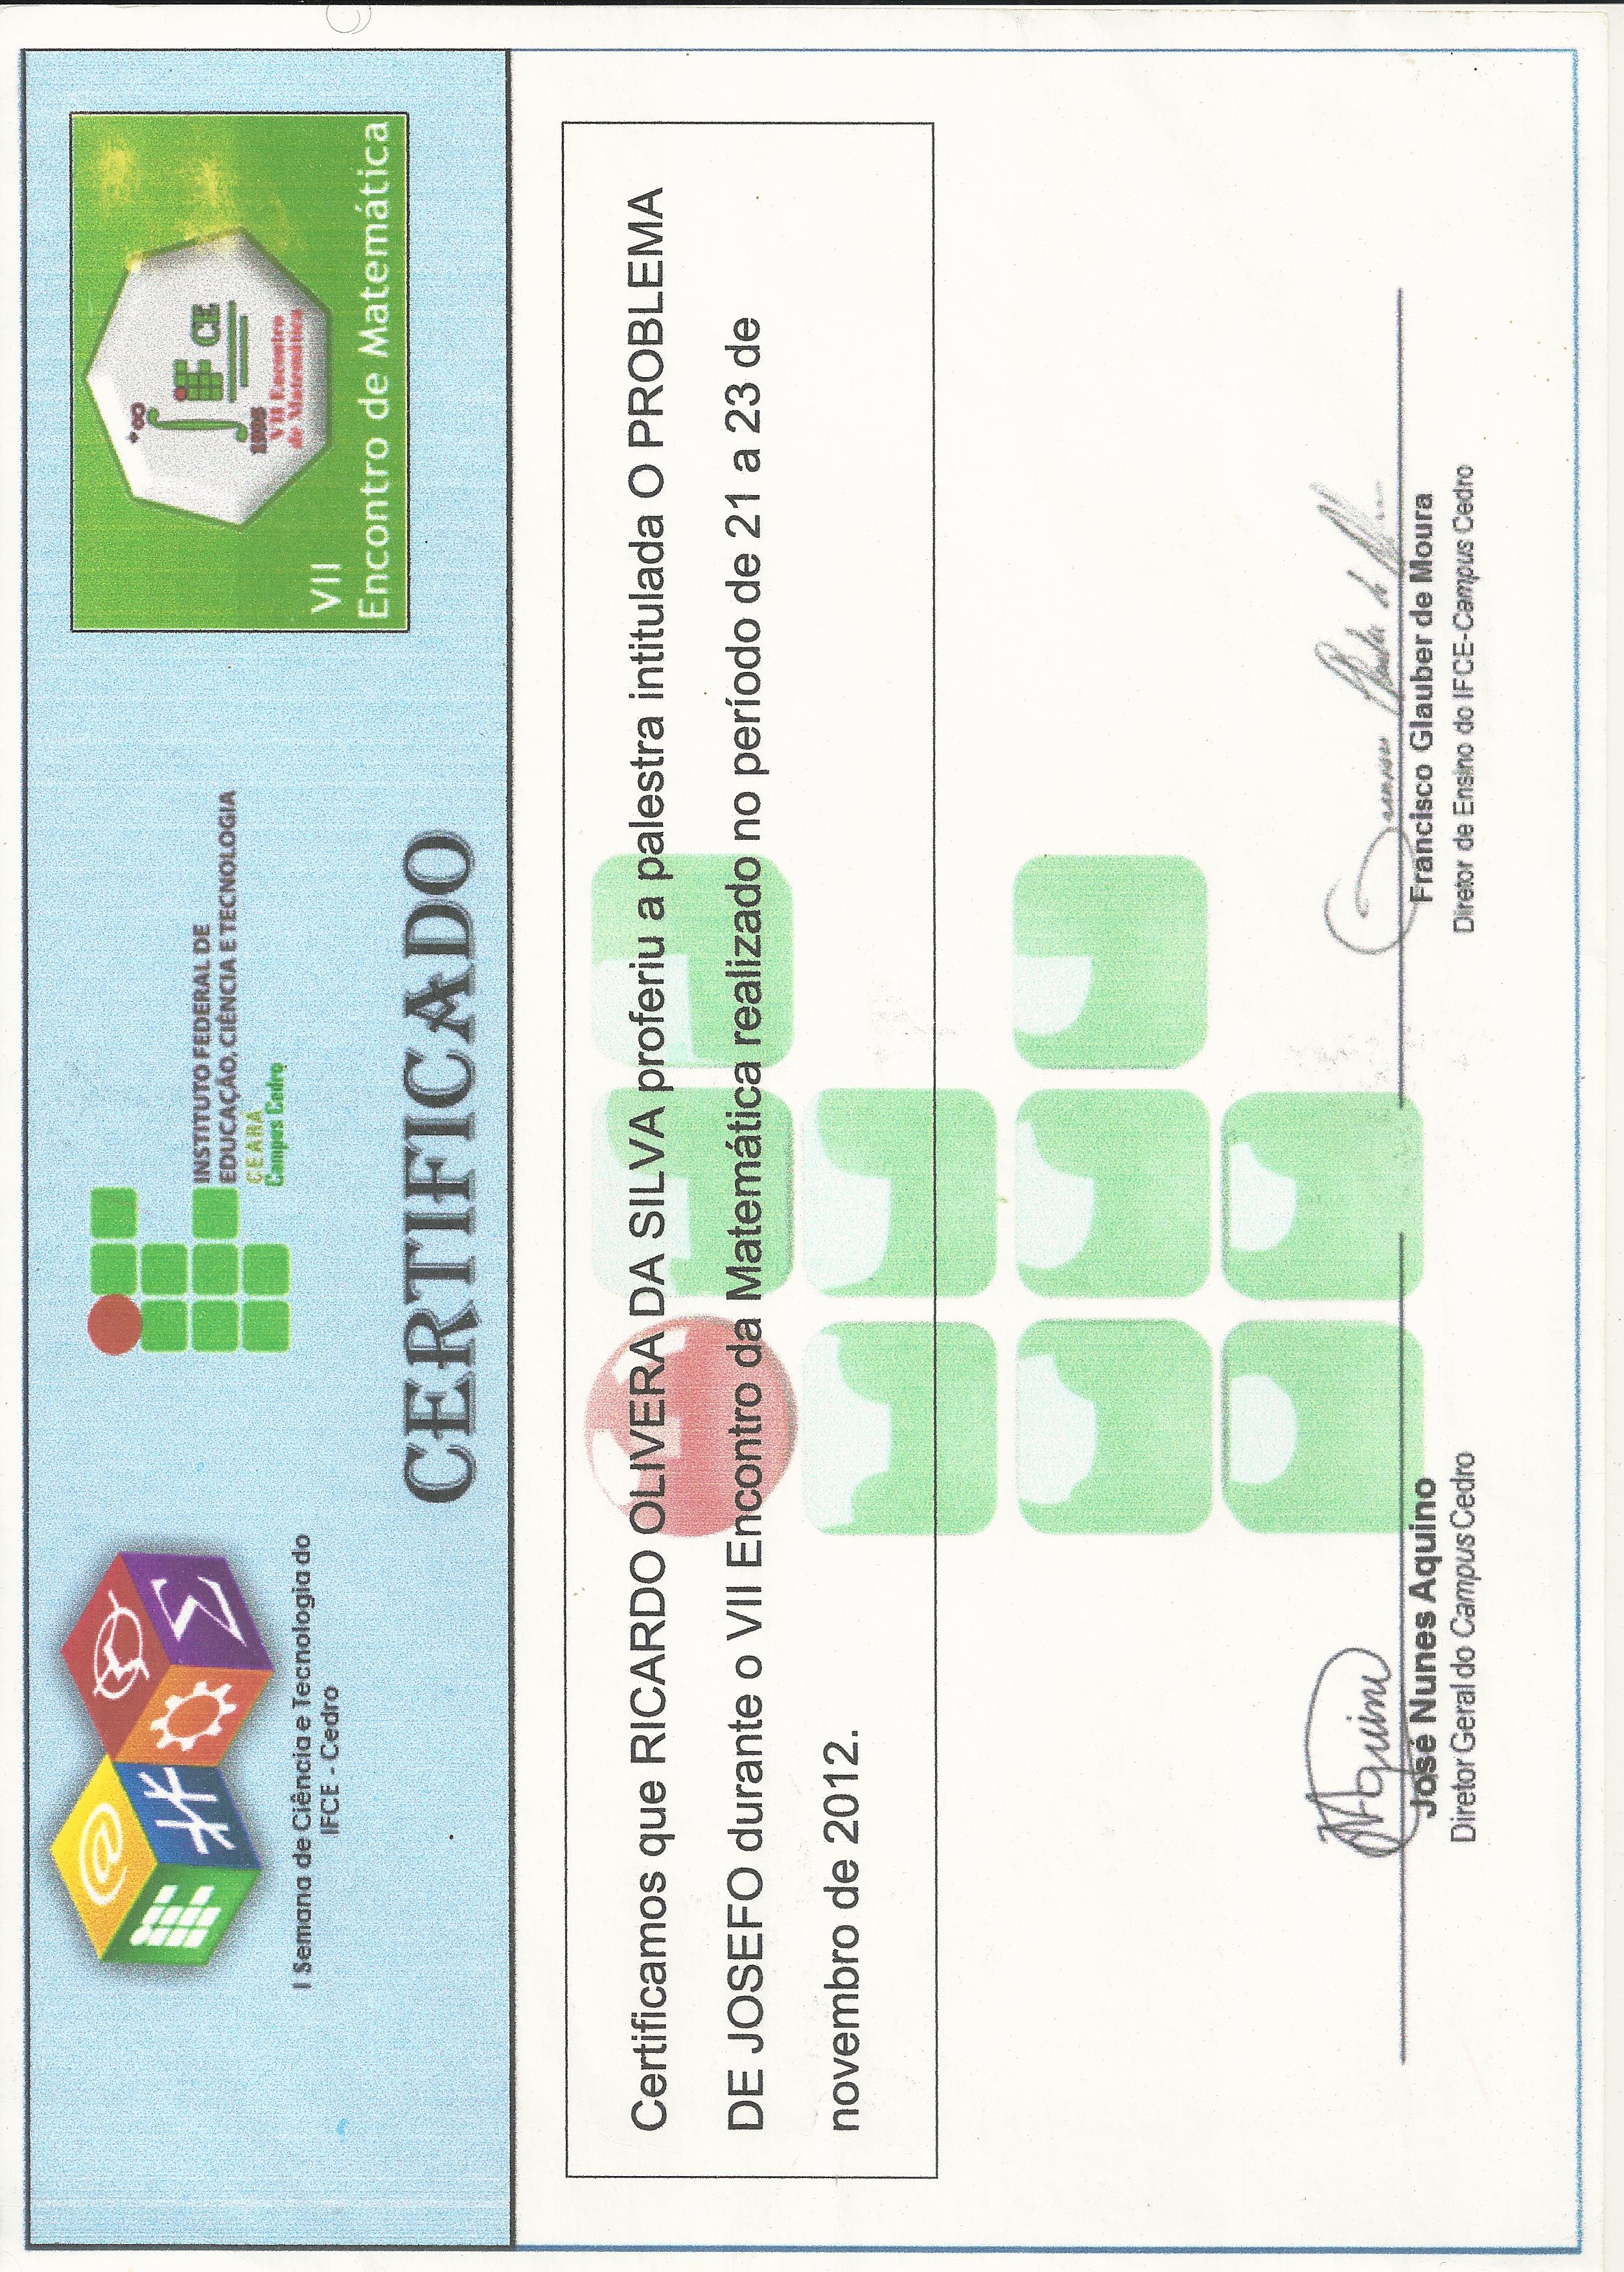 I Semana de Ciência e Tecnologia do
IFCE - Cedro
INSTITUTO FEDERAL DE
EDUCAÇÃO, CIÊNCIA E TECNOLOGIA
CEARÁ
Campus Cedro
IF CE
VII Encontro
de Matemática
VII
Encontro de Matemática
CERTIFICADO
Certificamos que RICARDO OLIVERA DA SILVA proferiu a palestra intitulada O PROBLEMA
DE JOSEFO durante o VII Encontro da Matemática realizado no período de 21 a 23 de
novembro de 2012.
José Nunes Aquino
Diretor Geral do Campus Cedro
Francisco Glauber de Moura
Diretor de Ensino do IFCE-Campus Cedro